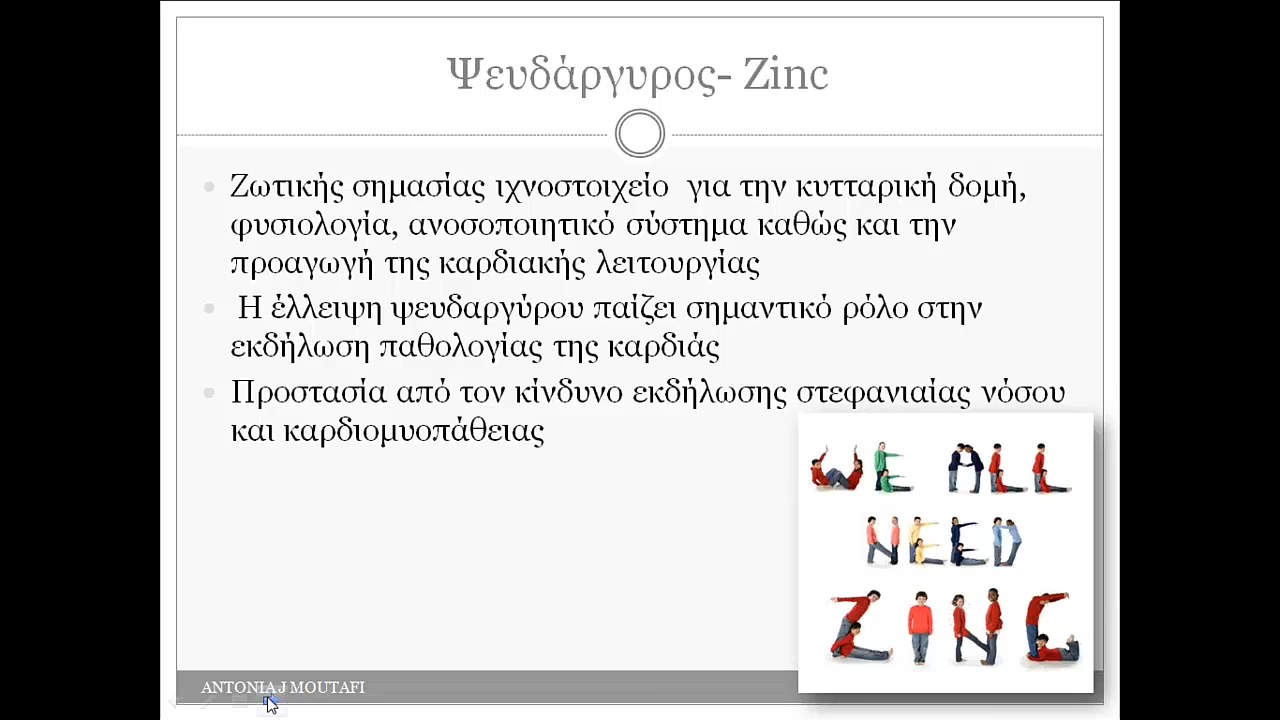 Ψευδάργυρος- Zinc
Ζωτικής σημασίας ιχνοστοιχείο για την κυτταρική δομή,
φυσιολογία, ανοσοποιητικό σύστημα καθώς και την
προαγωγή της καρδιακής λειτουργίας
Η έλλειψη ψευδαργύρου παίζει σημαντικό ρόλο στην
εκδήλωση παθολογίας της καρδιάς
Προστασία από τον κίνδυνο εκδήλωσης στεφανιαίας νόσου
και καρδιομυοπάθειας
WE ALL
NEED
ZINC
ANTONIA J MOUTAFI